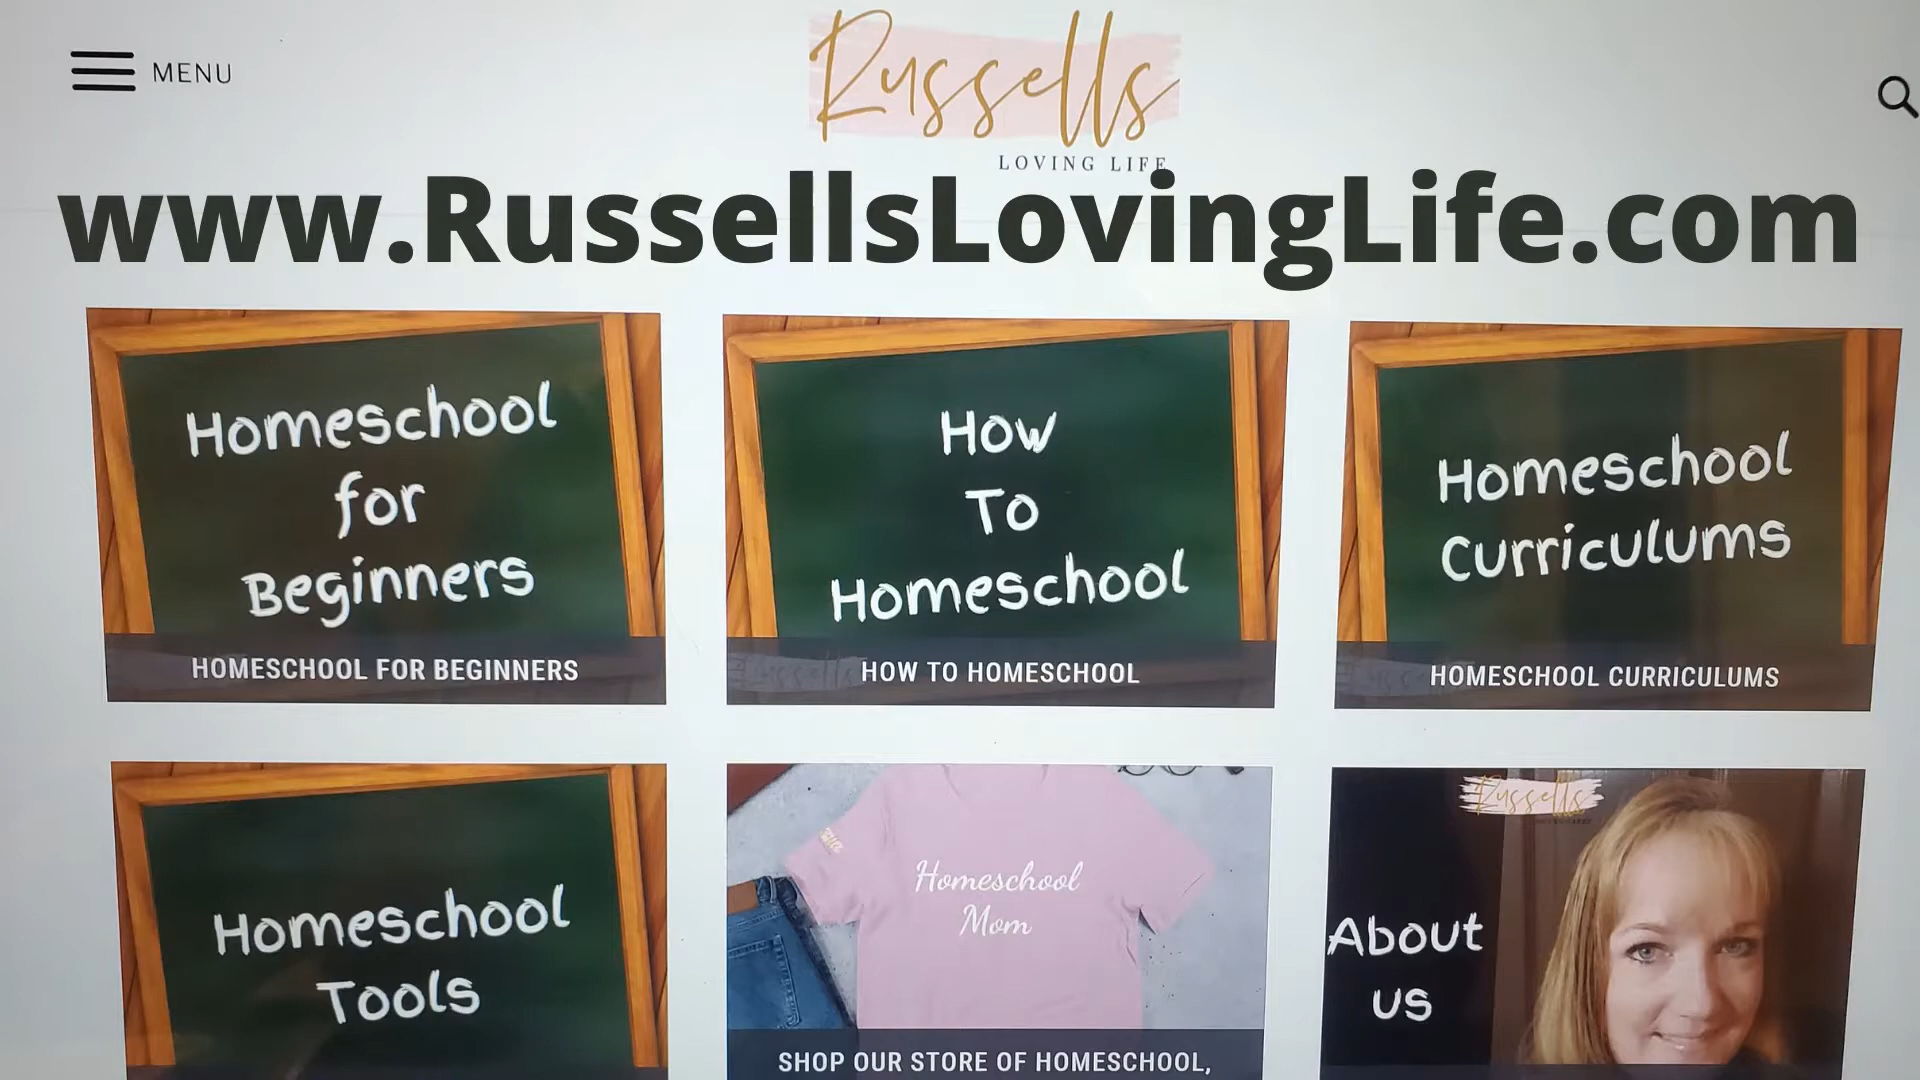 MENU
Russells
LOVING LIFE
www.RussellsLovingLife.com
Homeschool
for
Beginners
HOMESCHOOL FOR BEGINNERS
How
To
Homeschool
HOW TO HOMESCHOOL
Homeschool
Curriculums
HOMESCHOOL CURRICULUMS
Homeschool
Tools
Homeschool
Mom
SHOP OUR STORE OF HOMESCHOOL,
Russells
About
us